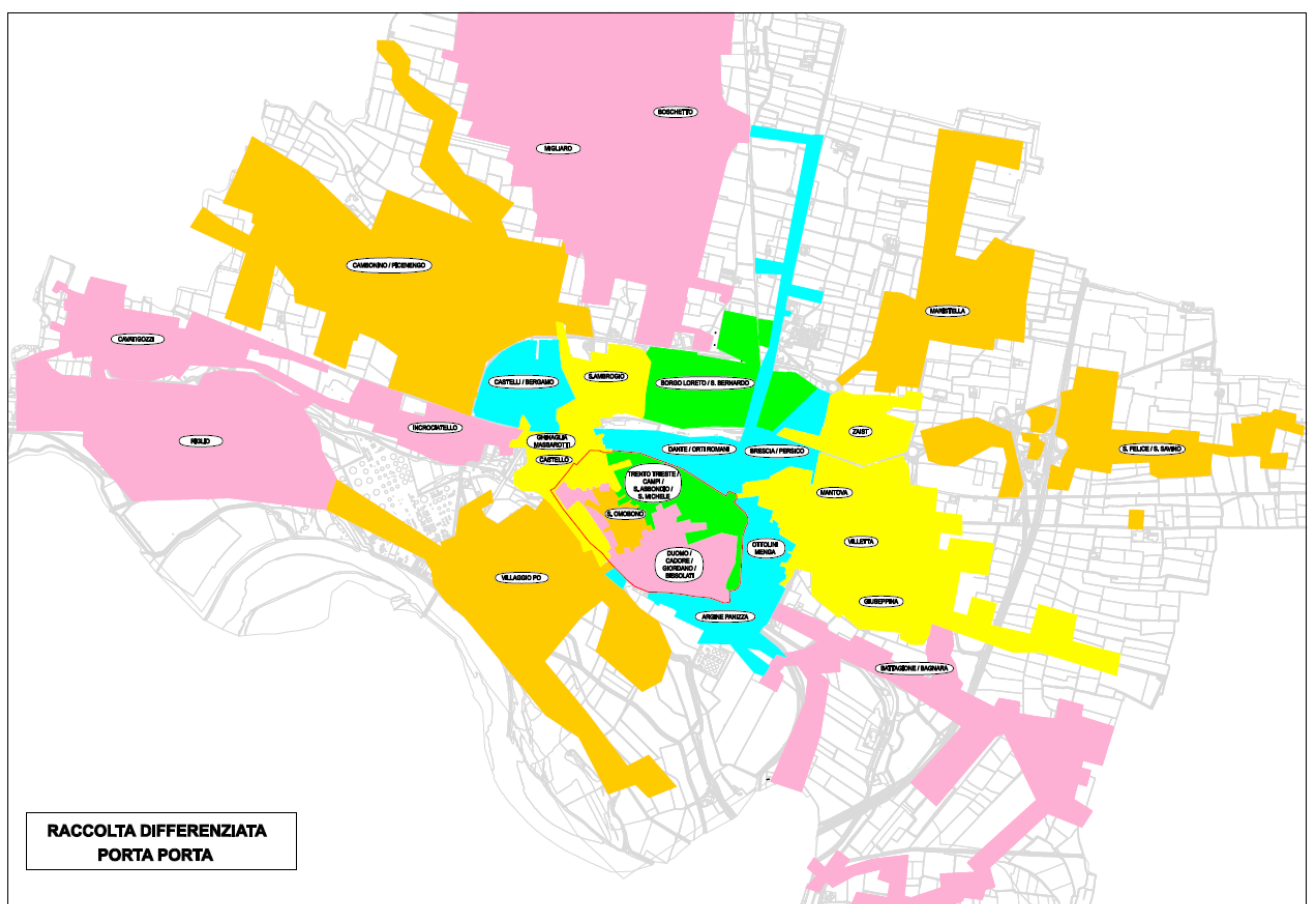 BOSCHETTO
MIGLIARO
CAMBONINO / PICENENGO
MARISTELLA
CAVATIGOZZI
CASTELLI / BERGAMO
S.AMBROGIO
BORGO LORETO / S. BERNARDO
INCROCIATELLO
ZAIST
GHINAGLIA
MASSAROTTI
DANTE / ORTI ROMANI
BRESCIA / PERSICO
S. FELICE / S. SAVINO
CASTELLO
TRENTO TRIESTE /
CAMPI /
S. ABBONDIO /
S. MICHELE
MANTOVA
S. OMOBONO
OTTOLINI
MENGA
VILLETTA
DUOMO /
CADORE /
GIORDANO /
BISSOLATI
VILLAGGIO PO
GIUSEPPINA
ARGINE PANIZZA
BATTAGLIONE / BAGNARA
RACCOLTA DIFFERENZIATA
PORTA PORTA